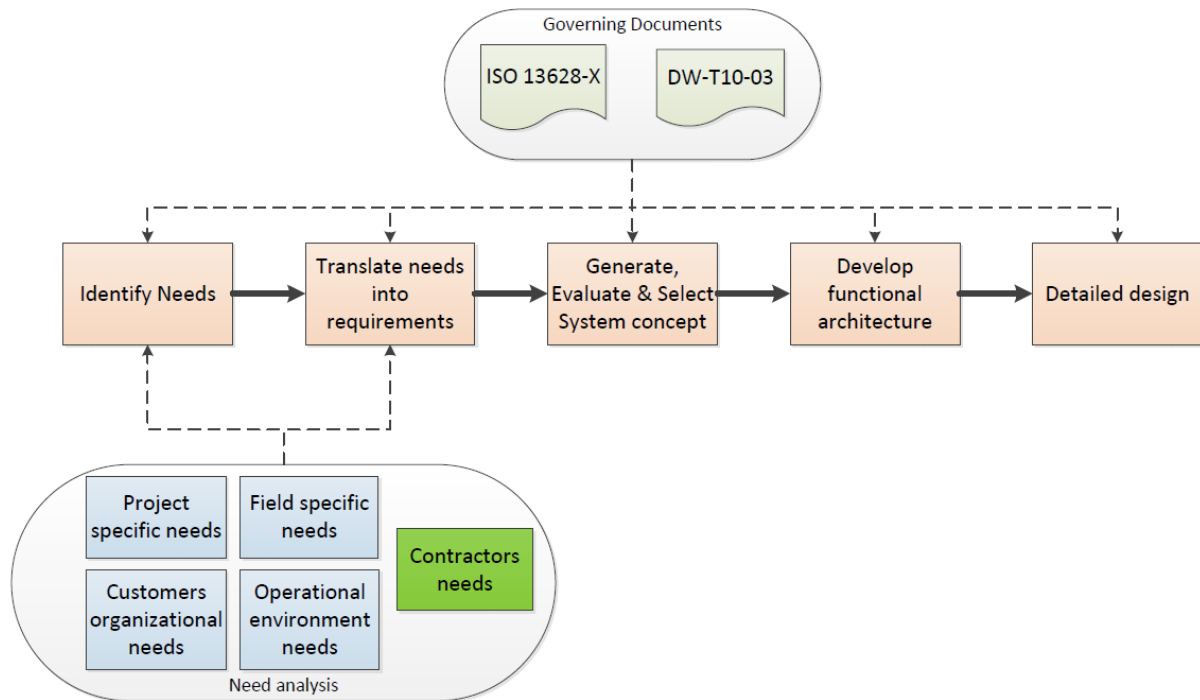 Governing Documents
ISO 13628-X
DW-T10-03
Identify Needs
Translate needs
into
requirements
Generate,
Evaluate & Select
System concept
Develop
functional
architecture
Detailed design
Project
specific needs
Field specific
needs
Contractors
needs
Customers
organizational
needs
Operational
environment needs
Need analysis